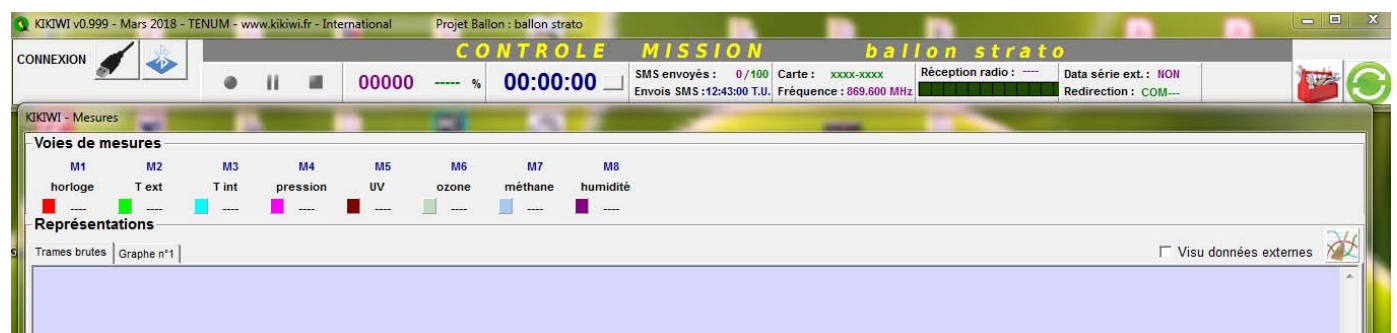 KIKIWI v0.999 - Mars 2018 - TENUM - www.kikiwi.fr - International Projet Ballon : ballon strato
CONTROLE MISSION ballon strato
CONNEXION
00000 ----- % 00:00:00
SMS envoyés : 0/100 Carte : xxxx-xxxx Réception radio : ---- Data série ext. : NON
Envois SMS :12:43:00 T.U. Fréquence : 869.600 MHz Redirection : COM---
KIKIWI - Mesures
Voies de mesures
M1 M2 M3 M4 M5 M6 M7 M8
horloge T ext T int pression UV ozone méthane humidité
---- ---- ---- ---- ---- ---- ---- ----
Représentations
Trames brutes Graphe n°1 Visu données externes